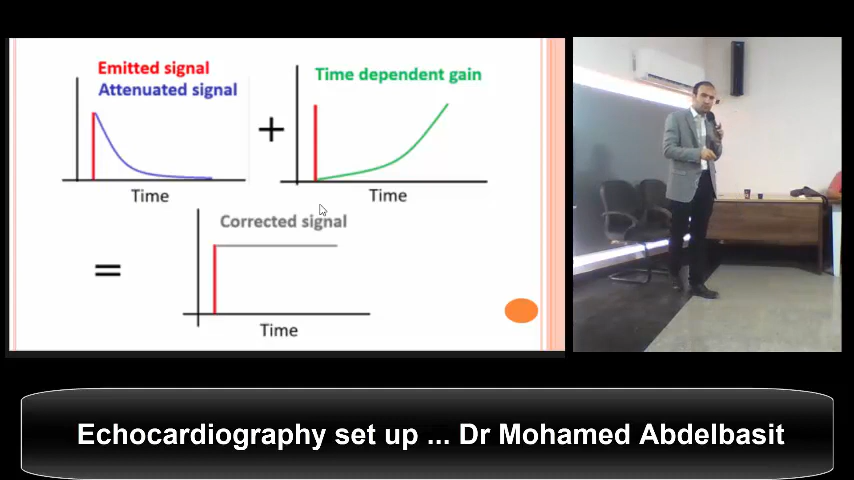 Emitted signal
Attenuated signal
Time
+
Time dependent gain
Time
=
Corrected signal
Time
Echocardiography set up ... Dr Mohamed Abdelbasit